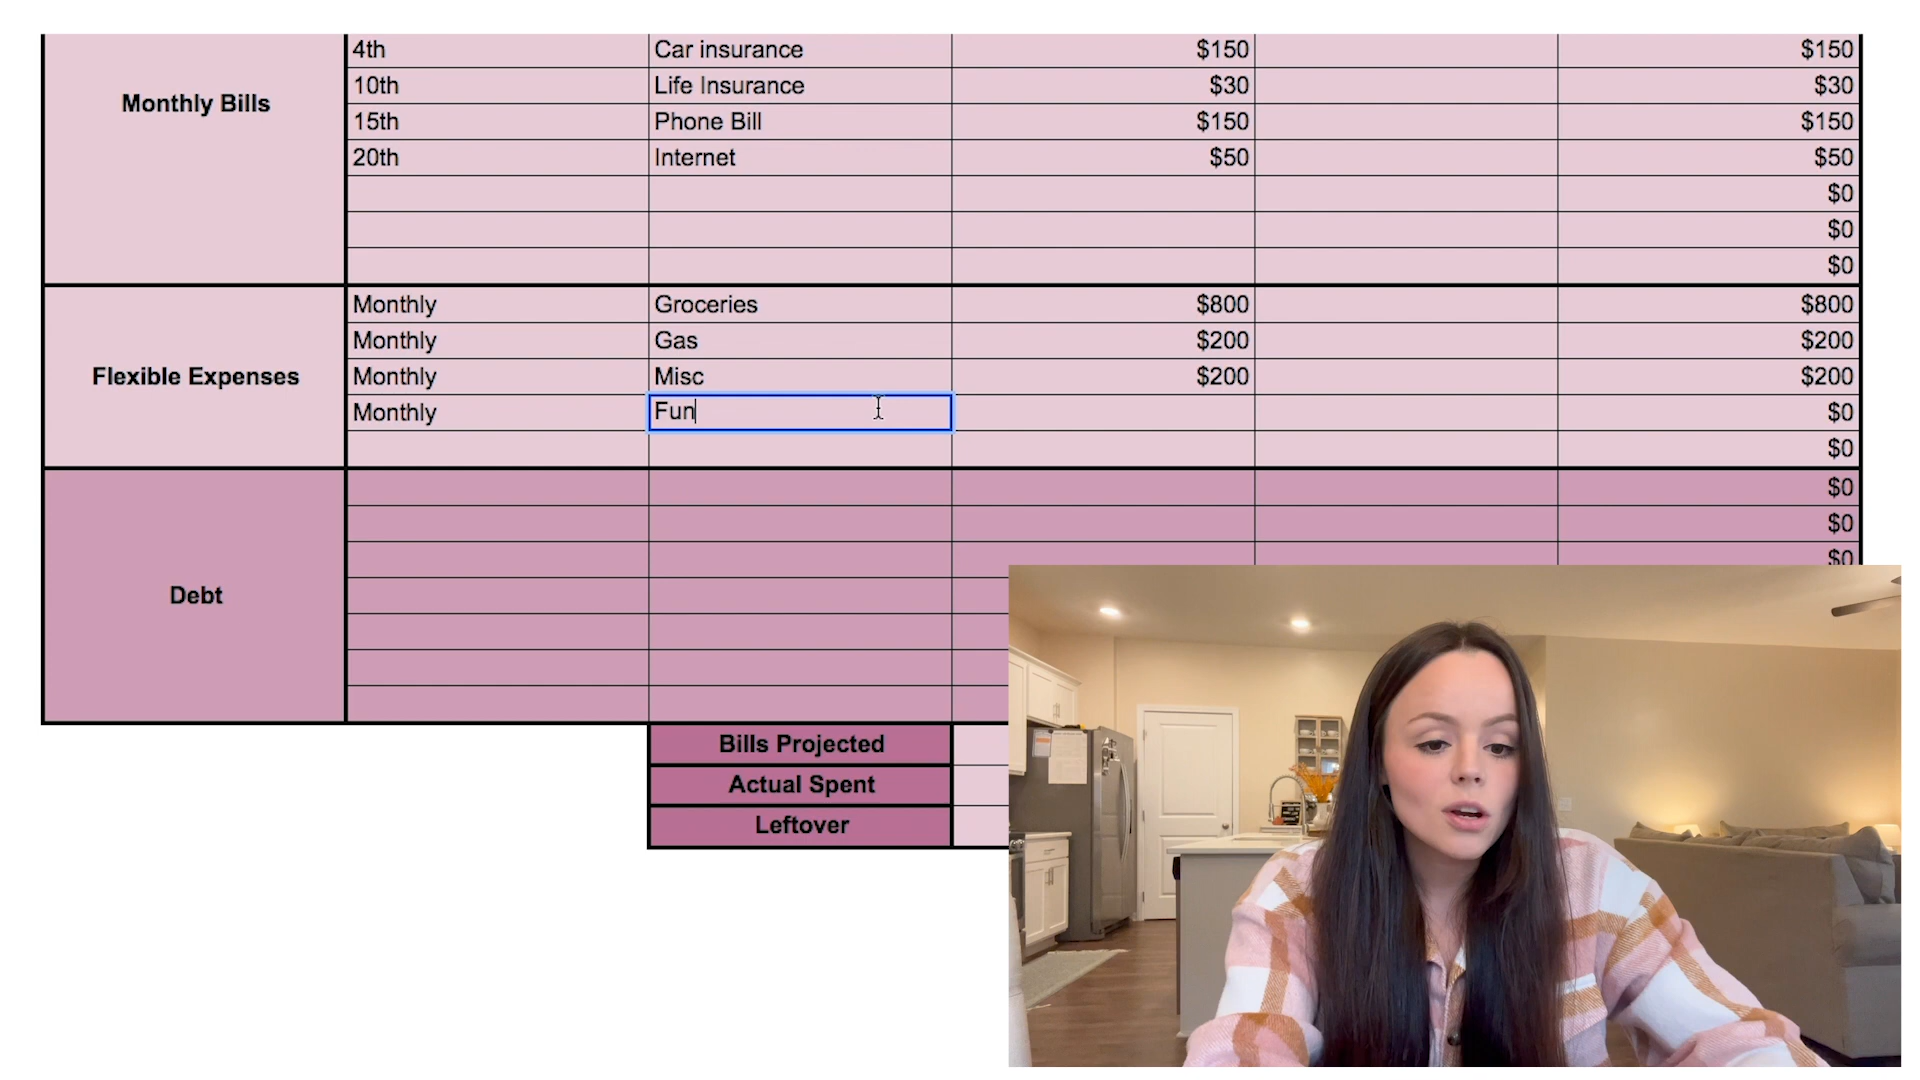 4th Car insurance $150 $150
Monthly Bills
10th Life Insurance $30 $30
15th Phone Bill $150 $150
20th Internet $50 $50
$0
$0
$0
Monthly Groceries $800 $800
Monthly Gas $200 $200
Flexible Expenses Monthly Misc $200 $200
Monthly Fun $0
$0
$0
$0
$0
Debt
Bills Projected
Actual Spent
Leftover